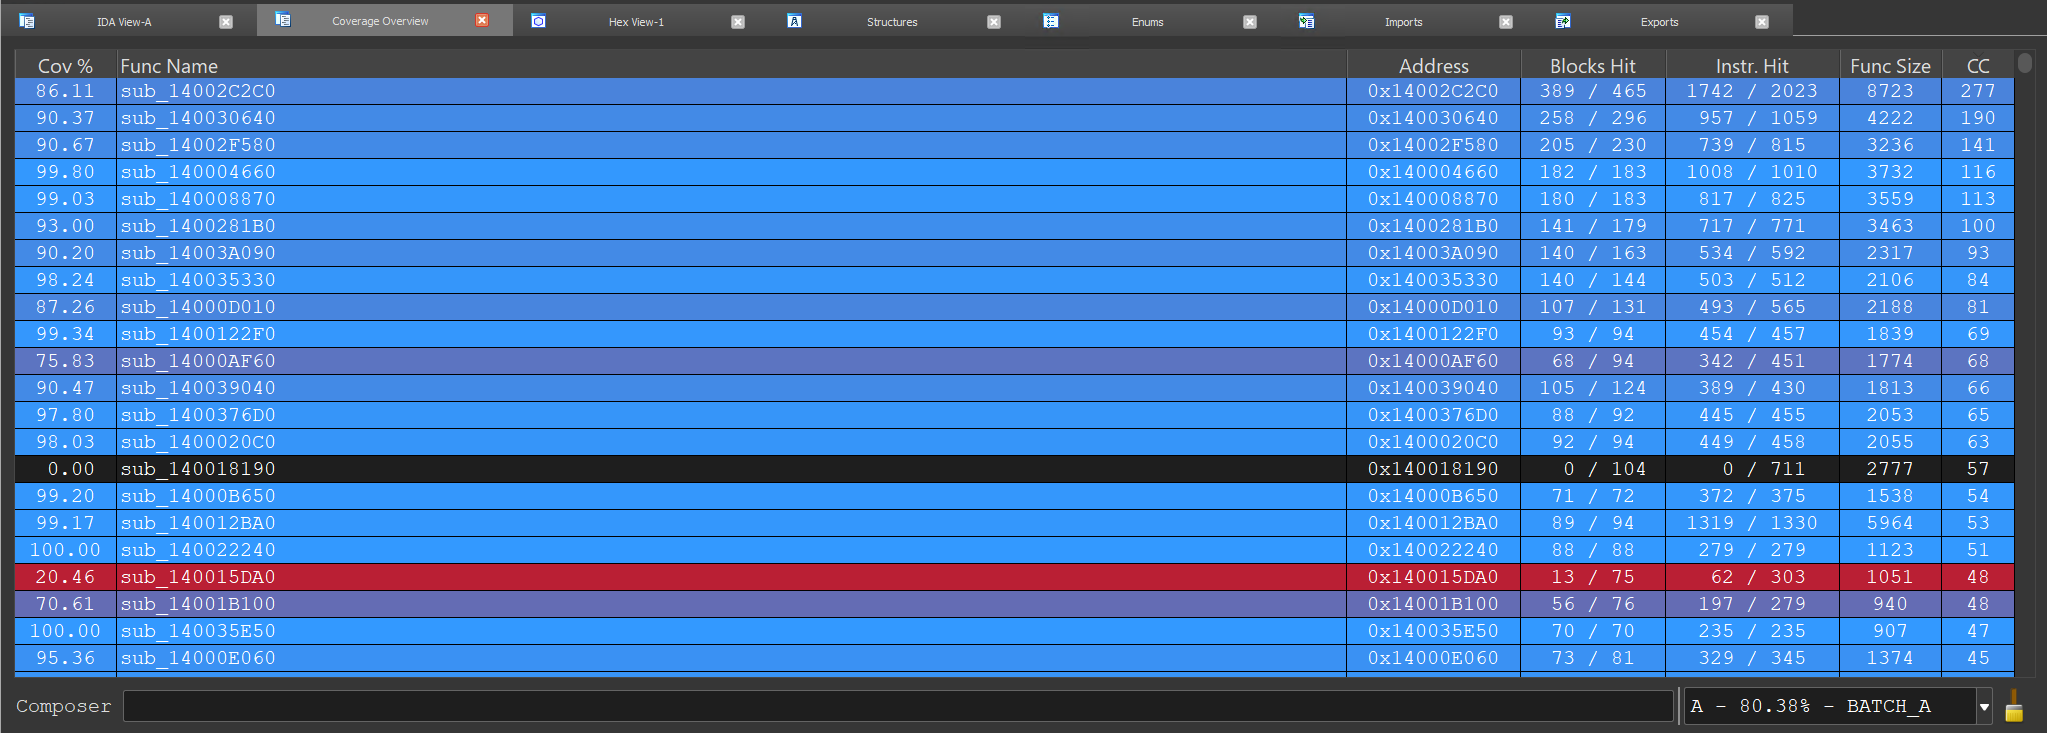 IDA View-A Coverage Overview Hex View-1 Structures Enums Imports Exports
Cov % Func Name Address Blocks Hit Instr. Hit Func Size CC
86.11 sub_14002C2C0 0x14002C2C0 389 / 465 1742 / 2023 8723 277
90.37 sub_140030640 0x140030640 258 / 296 957 / 1059 4222 190
90.67 sub_14002F580 0x14002F580 205 / 230 739 / 815 3236 141
99.80 sub_140004660 0x140004660 182 / 183 1008 / 1010 3732 116
99.03 sub_140008870 0x140008870 180 / 183 817 / 825 3559 113
93.00 sub_1400281B0 0x1400281B0 141 / 179 717 / 771 3463 100
90.20 sub_14003A090 0x14003A090 140 / 163 534 / 592 2317 93
98.24 sub_140035330 0x140035330 140 / 144 503 / 512 2106 84
87.26 sub_14000D010 0x14000D010 107 / 131 493 / 565 2188 81
99.34 sub_1400122F0 0x1400122F0 93 / 94 454 / 457 1839 69
75.83 sub_14000AF60 0x14000AF60 68 / 94 342 / 451 1774 68
90.47 sub_140039040 0x140039040 105 / 124 389 / 430 1813 66
97.80 sub_1400376D0 0x1400376D0 88 / 92 445 / 455 2053 65
98.03 sub_1400020C0 0x1400020C0 92 / 94 449 / 458 2055 63
0.00 sub_140018190 0x140018190 0 / 104 0 / 711 2777 57
99.20 sub_14000B650 0x14000B650 71 / 72 372 / 375 1538 54
99.17 sub_140012BA0 0x140012BA0 89 / 94 1319 / 1330 5964 53
100.00 sub_140022240 0x140022240 88 / 88 279 / 279 1123 51
20.46 sub_140015DA0 0x140015DA0 13 / 75 62 / 303 1051 48
70.61 sub_14001B100 0x14001B100 56 / 76 197 / 279 940 48
100.00 sub_140035E50 0x140035E50 70 / 70 235 / 235 907 47
95.36 sub_14000E060 0x14000E060 73 / 81 329 / 345 1374 45
Composer A - 80.38% - BATCH_A